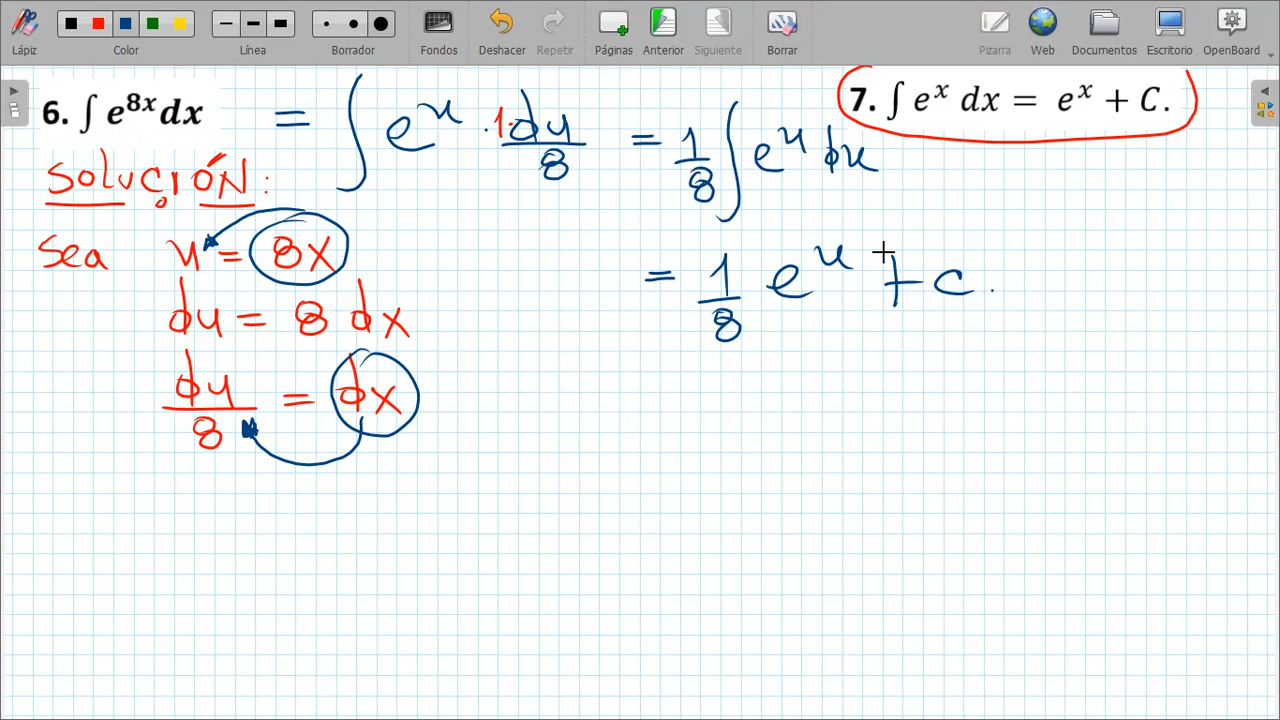 Lápiz Color Línea Borrador Fondos Deshacer Repetir Páginas Anterior Siguiente Borrar Pizarra Web Documentos Escritorio OpenBoard
6. ∫ e^{8x} dx = ∫ e^u · 1 · du/8 = 1/8 ∫ e^u du
7. ∫ e^x dx = e^x + C.
Solución:
Sea u = 8x
= 1/8 e^u + c.
du = 8 dx
du/8 = dx